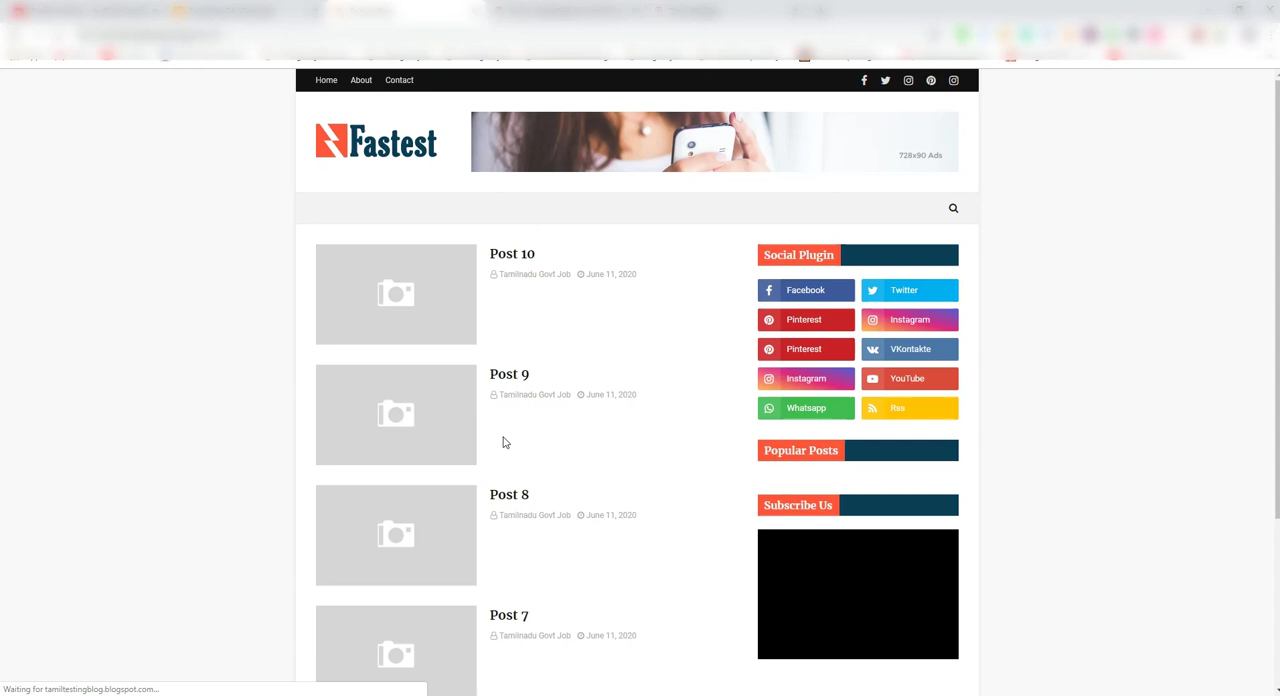 Home About Contact
Fastest
728x90 Ads
Post 10
Tamilnadu Govt Job June 11, 2020
Post 9
Tamilnadu Govt Job June 11, 2020
Post 8
Tamilnadu Govt Job June 11, 2020
Post 7
Tamilnadu Govt Job June 11, 2020
Social Plugin
Facebook Twitter
Pinterest Instagram
Pinterest VKontakte
Instagram YouTube
Whatsapp Rss
Popular Posts
Subscribe Us
Waiting for tamiltestingblog.blogspot.com...